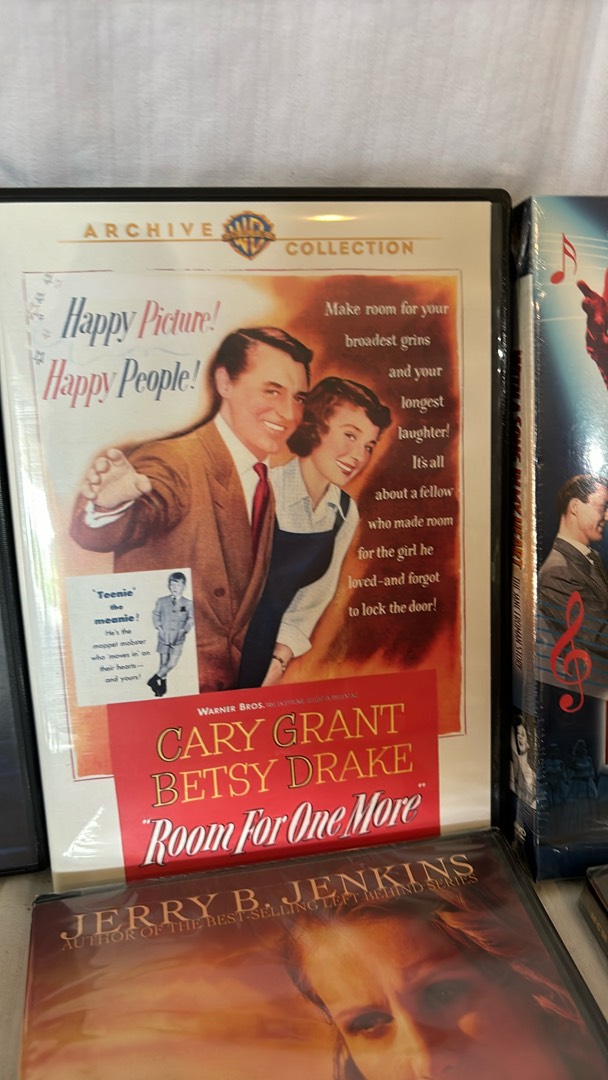 ARCHIVE WB COLLECTION
Happy Picture!
Happy People!
Make room for your
broadest grins
and your
longest
laughter!
It's all
about a fellow
who made room
for the girl he
loved-and forgot
to lock the door!
"Teenie"
the
meanie!
He's the
moppet mobster
who 'moves in' on
their hearts—
and yours!
WARNER BROS.
CARY GRANT
BETSY DRAKE
"ROOM FOR ONE MORE"
JERRY B. JENKINS
AUTHOR OF THE BEST-SELLING LEFT BEHIND SERIES